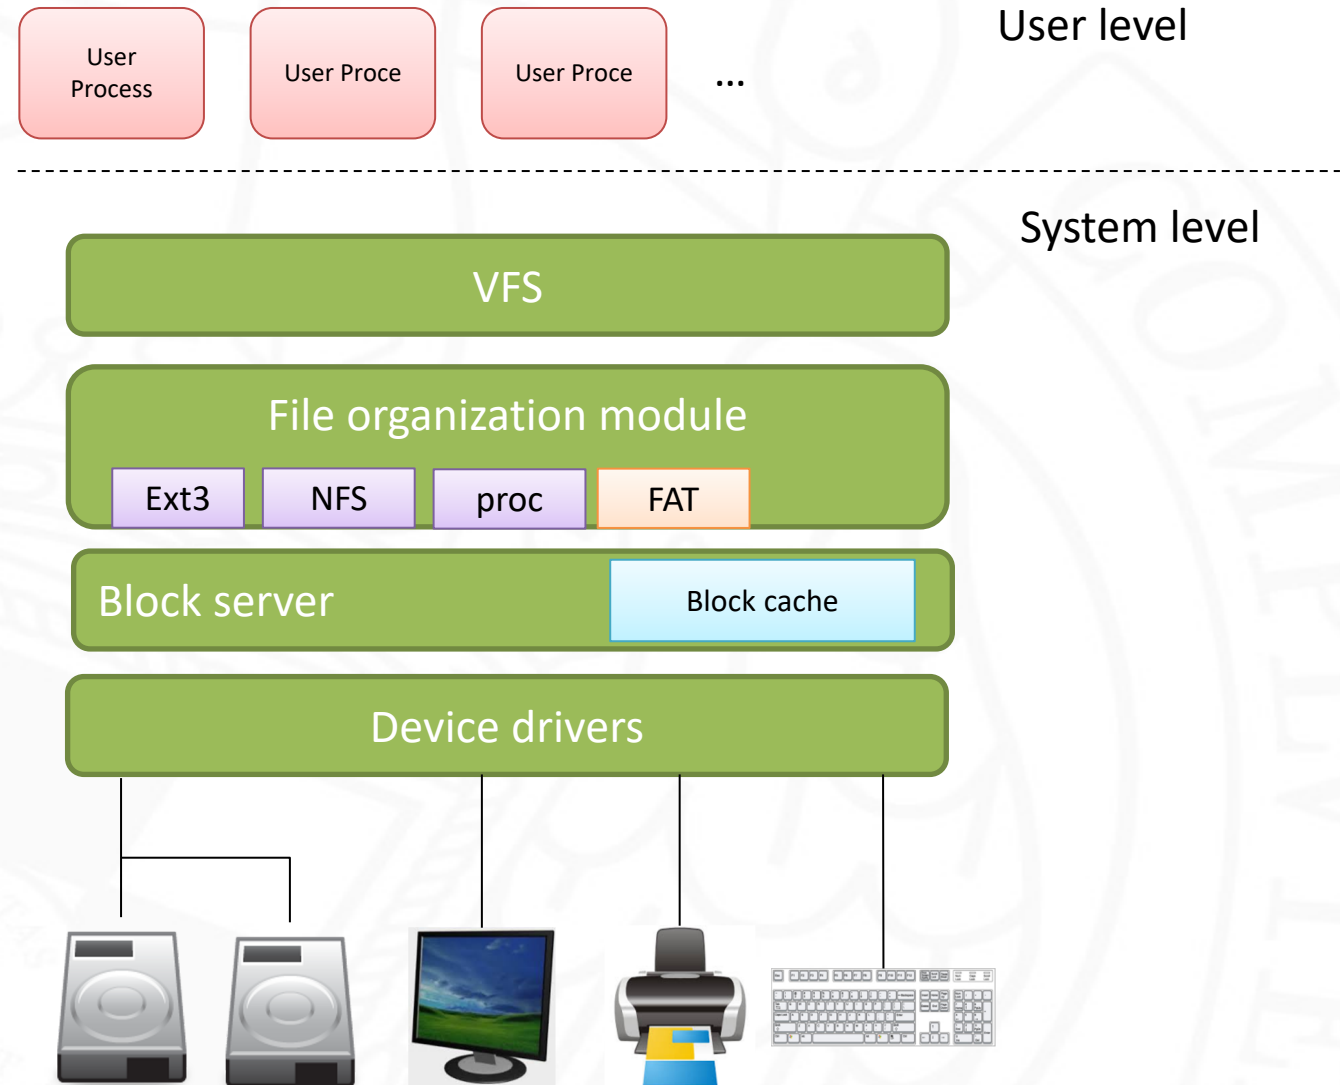 User level
User
Process
User Proce
User Proce
...
System level
VFS
File organization module
Ext3
NFS
proc
FAT
Block server
Block cache
Device drivers